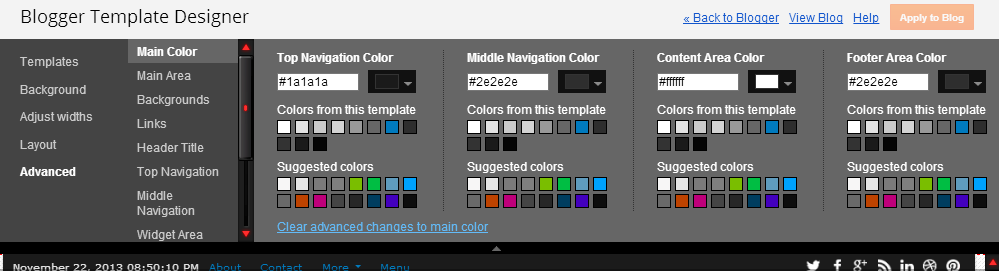 Blogger Template Designer
« Back to Blogger View Blog Help Apply to Blog
Templates
Background
Adjust widths
Layout
Advanced
Main Color
Main Area
Backgrounds
Links
Header Title
Top Navigation
Middle
Navigation
Widget Area
Top Navigation Color
#1a1a1a
Colors from this template
Suggested colors
Middle Navigation Color
#2e2e2e
Colors from this template
Suggested colors
Content Area Color
#ffffff
Colors from this template
Suggested colors
Footer Area Color
#2e2e2e
Colors from this template
Suggested colors
Clear advanced changes to main color
November 22, 2013 08:50:10 PM About Contact More Menu